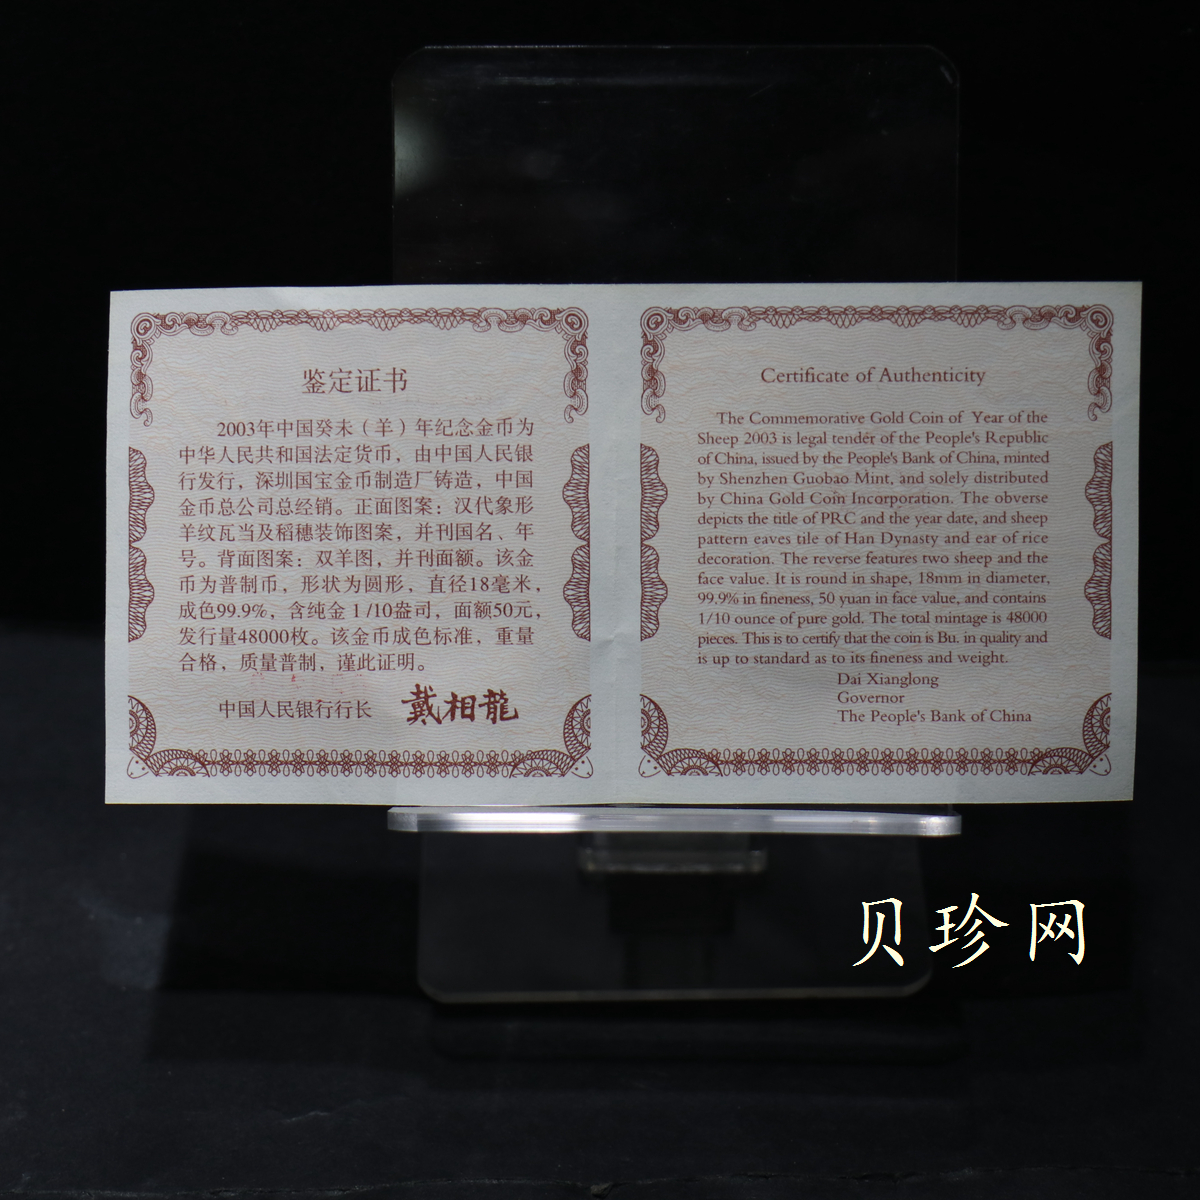 鉴定证书
2003年中国癸未（羊）年纪念金币为
中华人民共和国法定货币，由中国人民银
行发行，深圳国宝金币制造厂铸造，中国
金币总公司总经销。正面图案：汉代象形
羊纹瓦当及稻穗装饰图案，并刊国名、年
号。背面图案：双羊图，并刊面额。该金
币为普制币，形状为圆形，直径18毫米，
成色99.9%，含纯金 1 /10盎司，面额50元，
发行量48000枚。该金币成色标准，重量
合格，质量普制，谨此证明。
中国人民银行行长 戴相龍
Certificate of Authenticity
The Commemorative Gold Coin of Year of the
Sheep 2003 is legal tender of the People's Republic
of China, issued by the People's Bank of China, minted
by Shenzhen Guobao Mint, and solely distributed
by China Gold Coin Incorporation. The obverse
depicts the title of PRC and the year date, and sheep
pattern eaves tile of Han Dynasty and ear of rice
decoration. The reverse features two sheep and the
face value. It is round in shape, 18mm in diameter,
99.9% in fineness, 50 yuan in face value, and contains
1/10 ounce of pure gold. The total mintage is 48000
pieces. This is to certify that the coin is Bu. in quality and
is up to standard as to its fineness and weight.
Dai Xianglong
Governor
The People's Bank of China
贝珍网